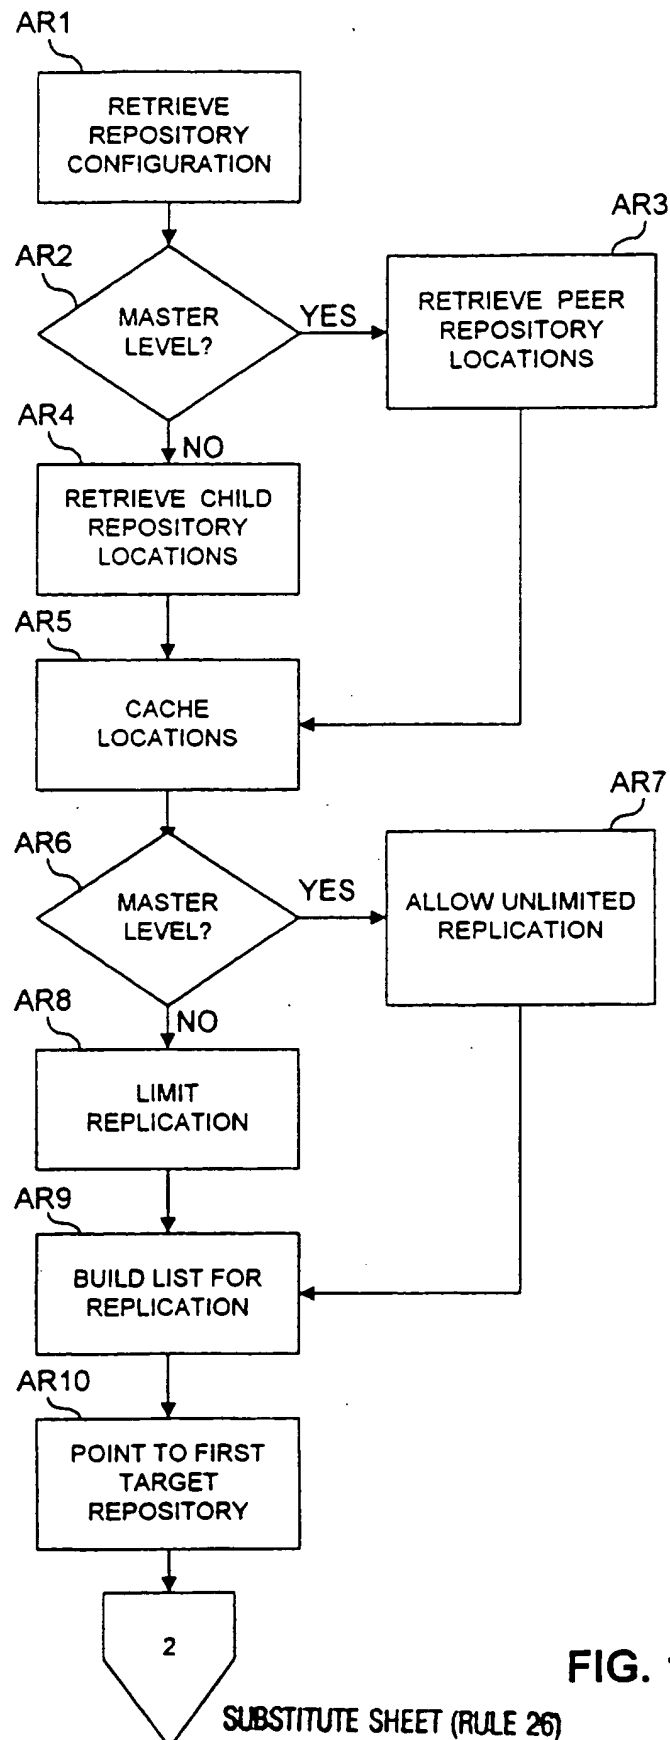 AR1
RETRIEVE
REPOSITORY
CONFIGURATION
AR2
MASTER
LEVEL?
YES
AR3
RETRIEVE PEER
REPOSITORY
LOCATIONS
AR4
NO
RETRIEVE CHILD
REPOSITORY
LOCATIONS
AR5
CACHE
LOCATIONS
AR6
MASTER
LEVEL?
YES
AR7
ALLOW UNLIMITED
REPLICATION
AR8
NO
LIMIT
REPLICATION
AR9
BUILD LIST FOR
REPLICATION
AR10
POINT TO FIRST
TARGET
REPOSITORY
2
FIG.
SUBSTITUTE SHEET (RULE 26)